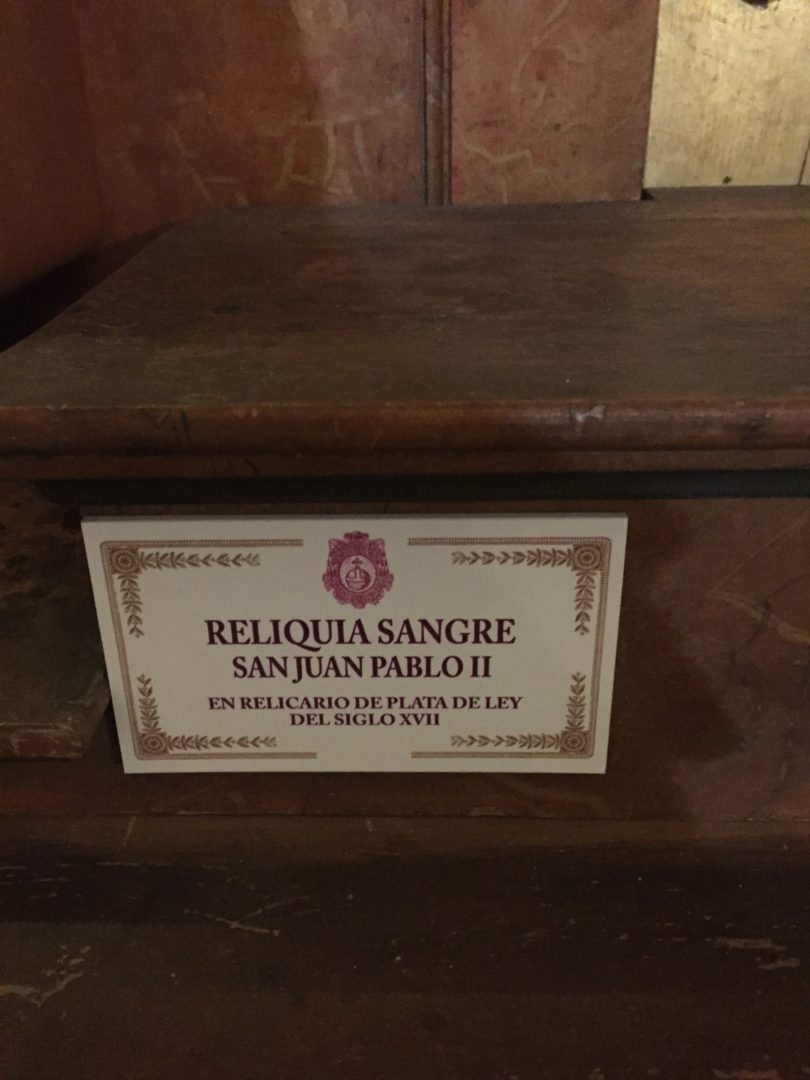 RELIQUIA SANGRE
SAN JUAN PABLO II
EN RELICARIO DE PLATA DE LEY
DEL SIGLO XVII